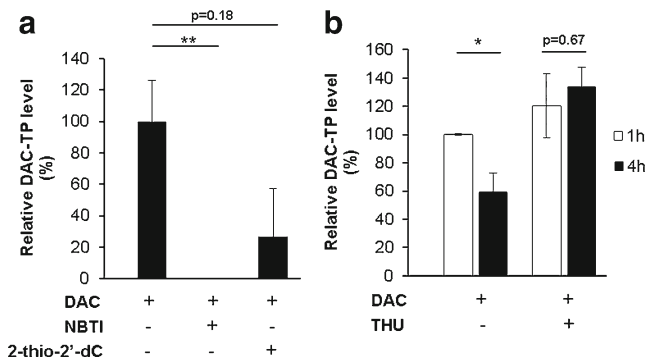 a
p=0.18
**
Relative DAC-TP level
(%)
140
120
100
80
60
40
20
0
DAC + + +
NBTI - + -
2-thio-2'-dC - - +
b
* p=0.67
Relative DAC-TP level
(%)
160
140
120
100
80
60
40
20
0
1h
4h
DAC + +
THU - +